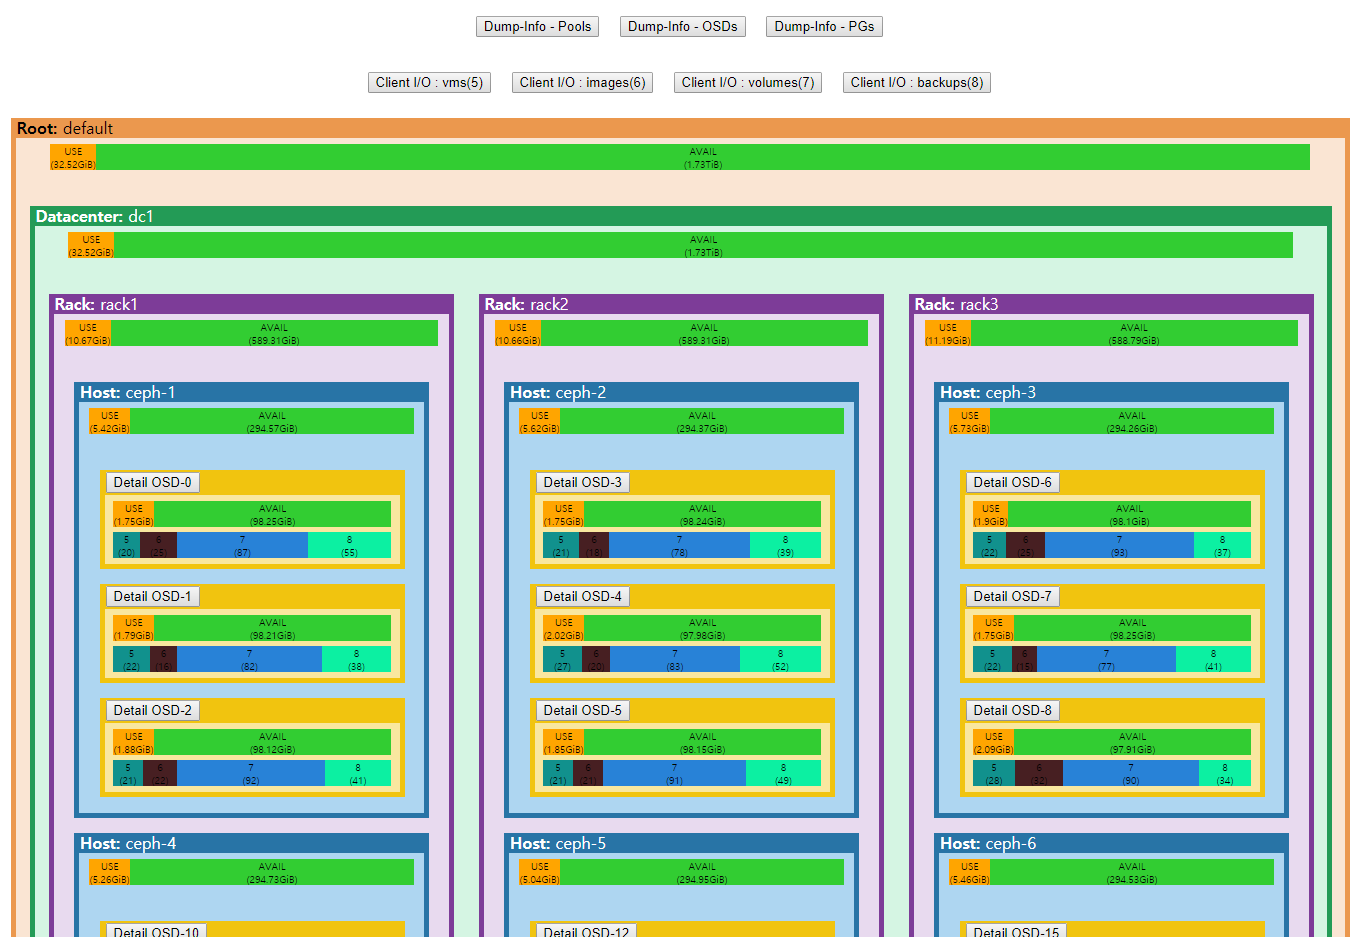 Dump-Info - Pools Dump-Info - OSDs Dump-Info - PGs
Client I/O : vms(5) Client I/O : images(6) Client I/O : volumes(7) Client I/O : backups(8)
Root: default
USE AVAIL
(32.52GiB) (1.73TiB)
Datacenter: dc1
USE AVAIL
(32.52GiB) (1.73TiB)
Rack: rack1 Rack: rack2 Rack: rack3
USE AVAIL USE AVAIL USE AVAIL
(10.67GiB) (589.31GiB) (10.66GiB) (589.31GiB) (11.19GiB) (588.79GiB)
Host: ceph-1 Host: ceph-2 Host: ceph-3
USE AVAIL USE AVAIL USE AVAIL
(5.42GiB) (294.57GiB) (5.62GiB) (294.37GiB) (5.73GiB) (294.26GiB)
Detail OSD-0 Detail OSD-3 Detail OSD-6
USE AVAIL USE AVAIL USE AVAIL
(1.75GiB) (98.25GiB) (1.75GiB) (98.24GiB) (1.9GiB) (98.1GiB)
5 6 7 8 5 6 7 8 5 6 7 8
(20) (25) (87) (55) (21) (18) (78) (39) (22) (25) (93) (37)
Detail OSD-1 Detail OSD-4 Detail OSD-7
USE AVAIL USE AVAIL USE AVAIL
(1.79GiB) (98.21GiB) (2.02GiB) (97.98GiB) (1.75GiB) (98.25GiB)
5 6 7 8 5 6 7 8 5 6 7 8
(22) (16) (82) (38) (27) (20) (83) (52) (22) (15) (77) (41)
Detail OSD-2 Detail OSD-5 Detail OSD-8
USE AVAIL USE AVAIL USE AVAIL
(1.88GiB) (98.12GiB) (1.85GiB) (98.15GiB) (2.09GiB) (97.91GiB)
5 6 7 8 5 6 7 8 5 6 7 8
(21) (22) (92) (41) (21) (21) (91) (49) (28) (32) (90) (34)
Host: ceph-4 Host: ceph-5 Host: ceph-6
USE AVAIL USE AVAIL USE AVAIL
(5.26GiB) (294.73GiB) (5.04GiB) (294.95GiB) (5.46GiB) (294.53GiB)
Detail OSD-10 Detail OSD-12 Detail OSD-15